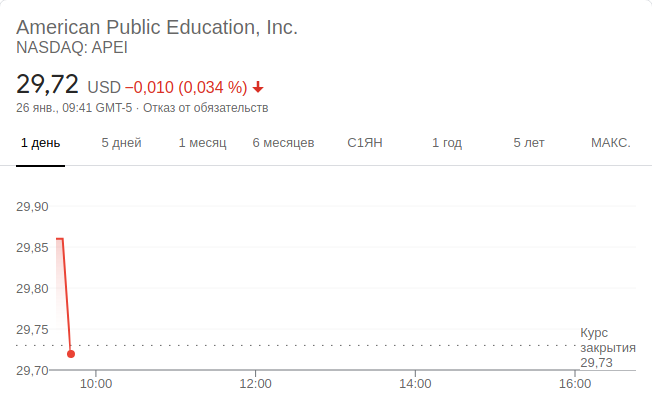 American Public Education, Inc.
NASDAQ: APEI
29,72 USD −0,010 (0,034 %)
26 янв., 09:41 GMT-5 · Отказ от обязательств
1 день 5 дней 1 месяц 6 месяцев С1ЯН 1 год 5 лет МАКС.
29,90
29,85
29,80
29,75
29,70
Курс
закрытия
29,73
10:00 12:00 14:00 16:00